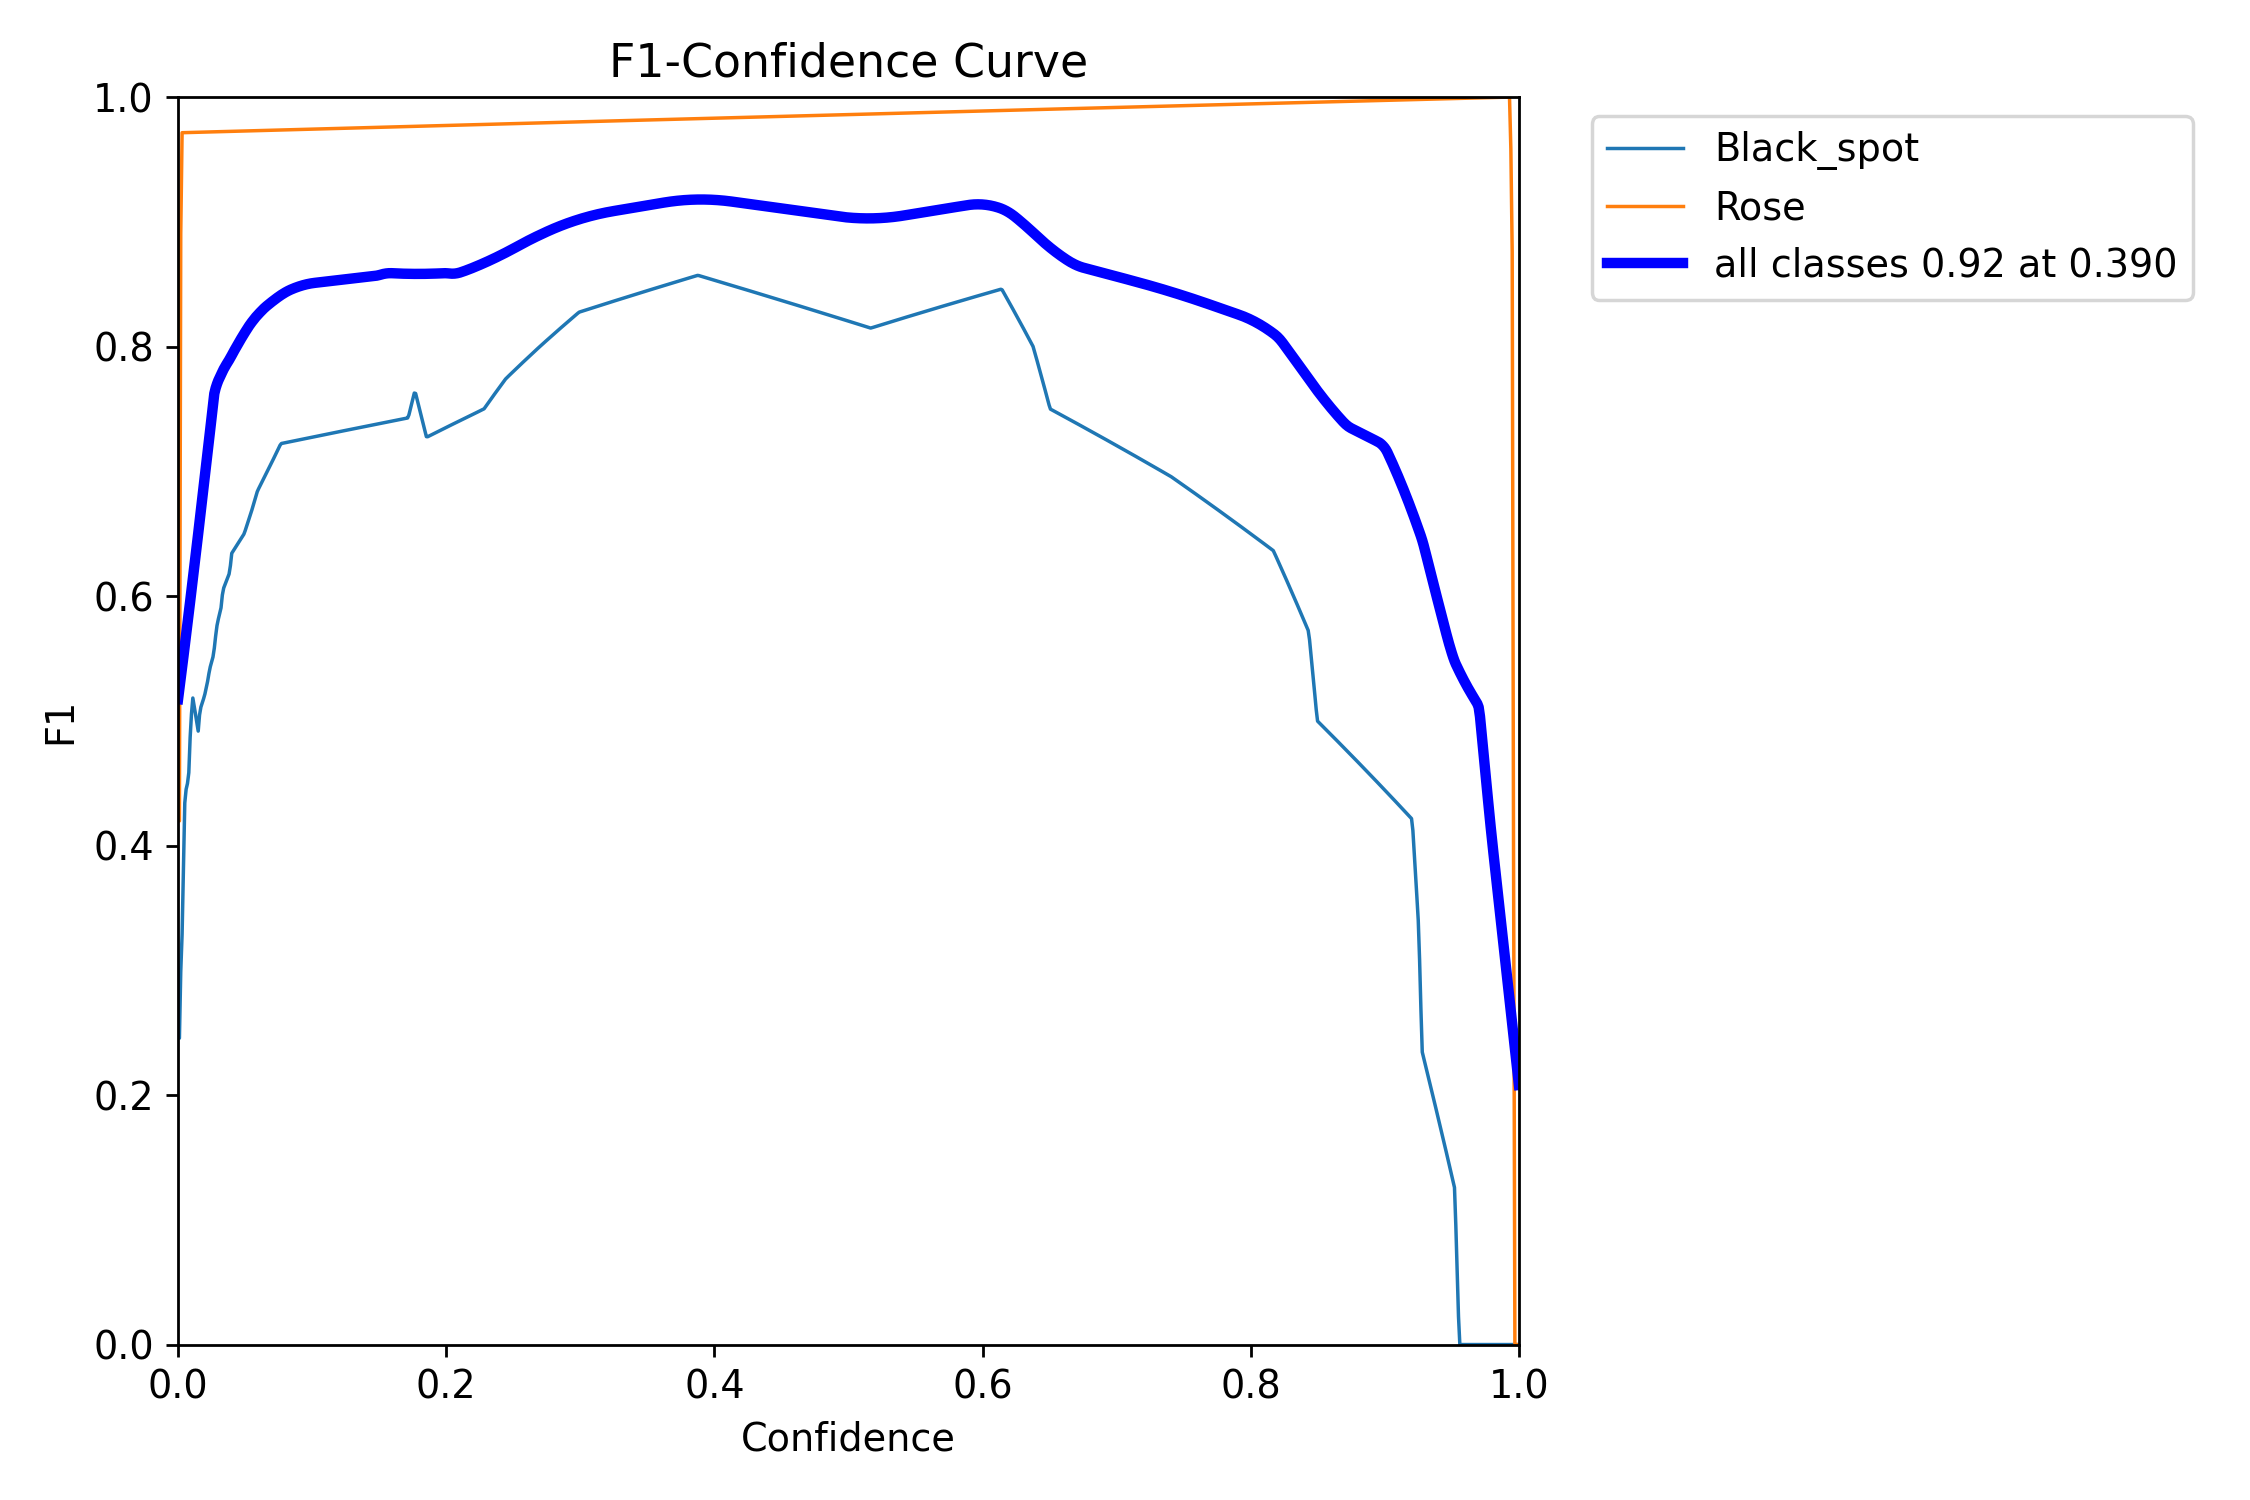 F1-Confidence Curve
1.0
0.8
0.6
0.4
0.2
0.0
F1
0.0 0.2 0.4 0.6 0.8 1.0
Confidence
Black_spot
Rose
all classes 0.92 at 0.390